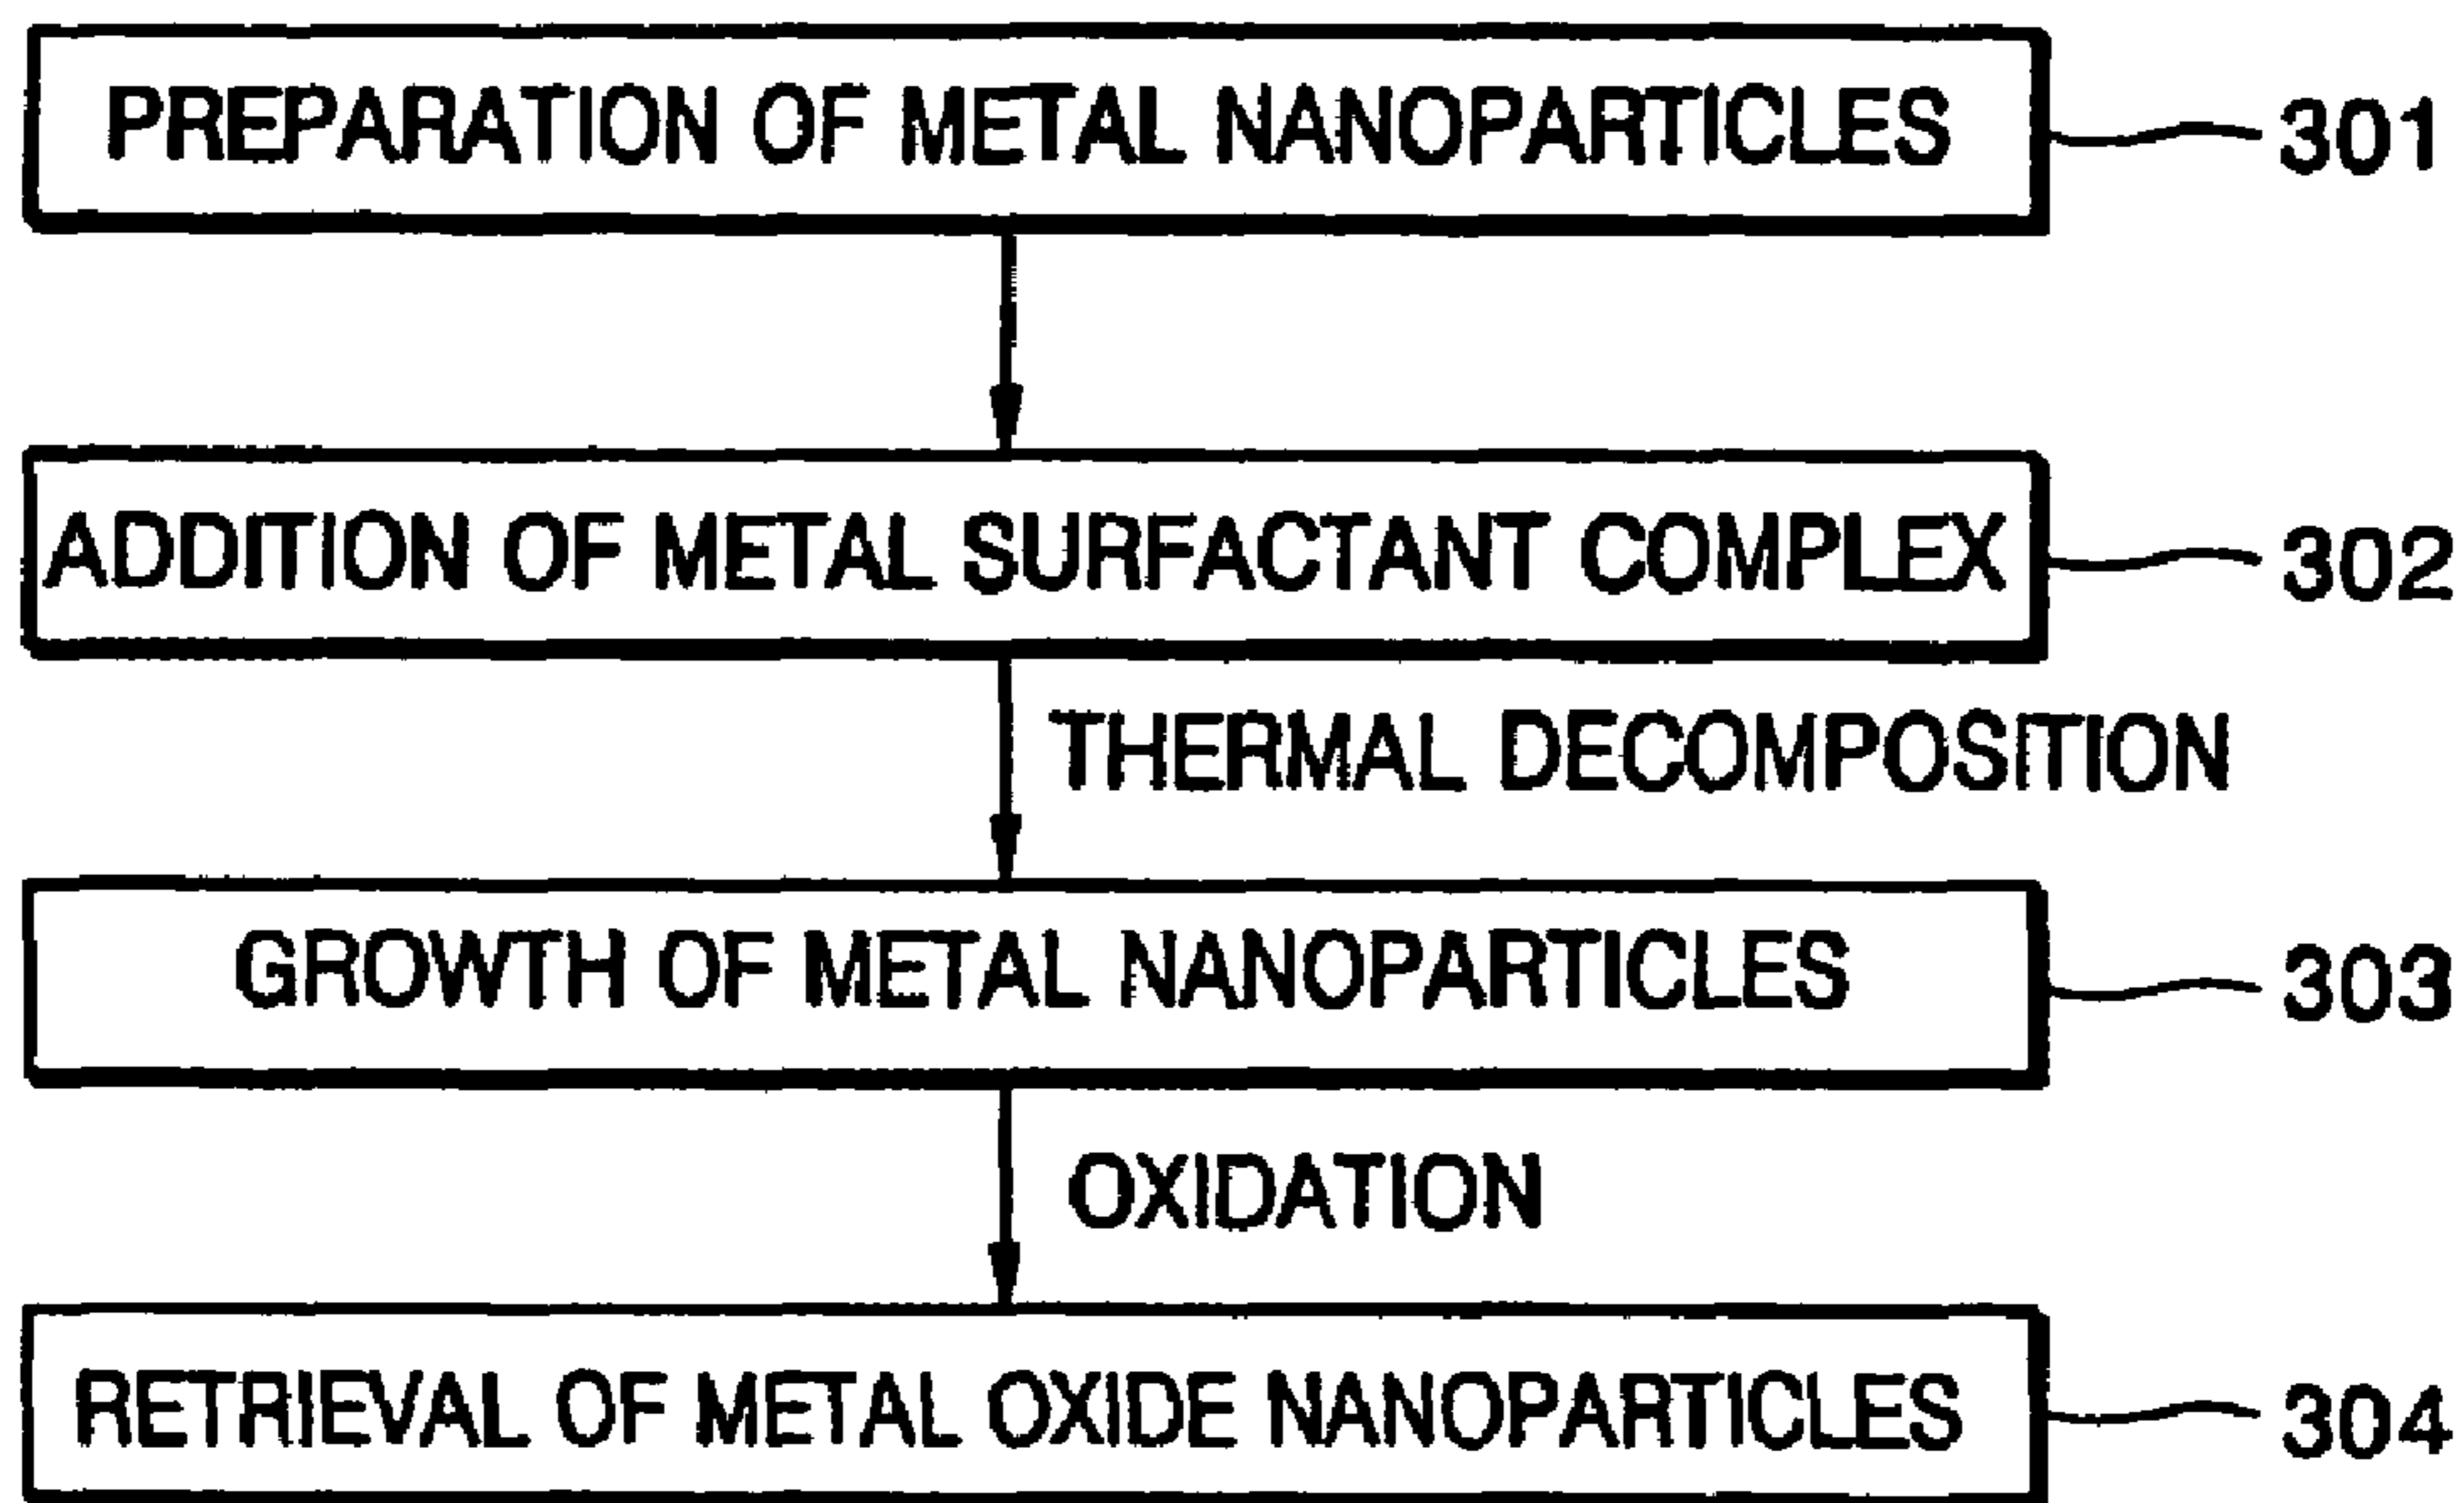 PREPARATION OF METAL NANOPARTICLES 301
ADDITION OF METAL SURFACTANT COMPLEX 302
THERMAL DECOMPOSITION
GROWTH OF METAL NANOPARTICLES 303
OXIDATION
RETRIEVAL OF METAL OXIDE NANOPARTICLES 304